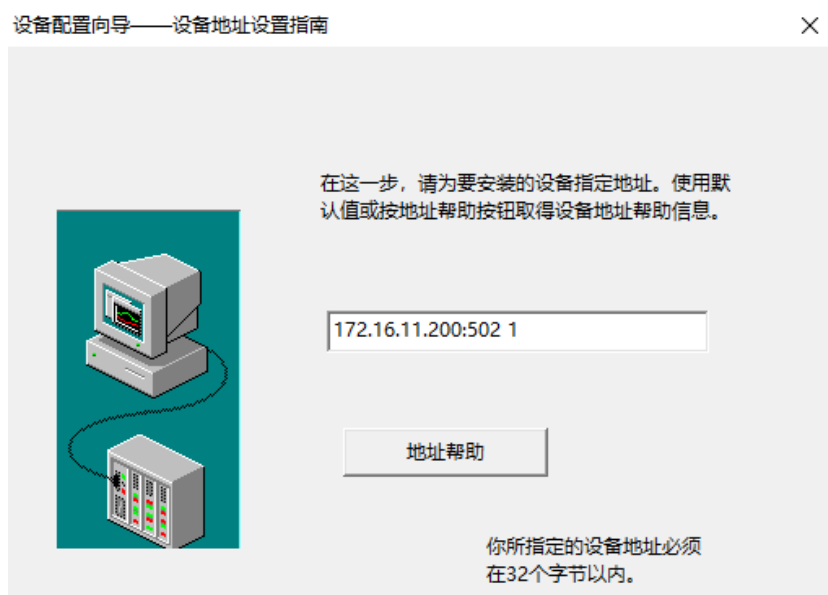 设备配置向导——设备地址设置指南
在这一步，请为要安装的设备指定地址。使用默
认值或按地址帮助按钮取得设备地址帮助信息。
172.16.11.200:502 1
地址帮助
你所指定的设备地址必须
在32个字节以内。